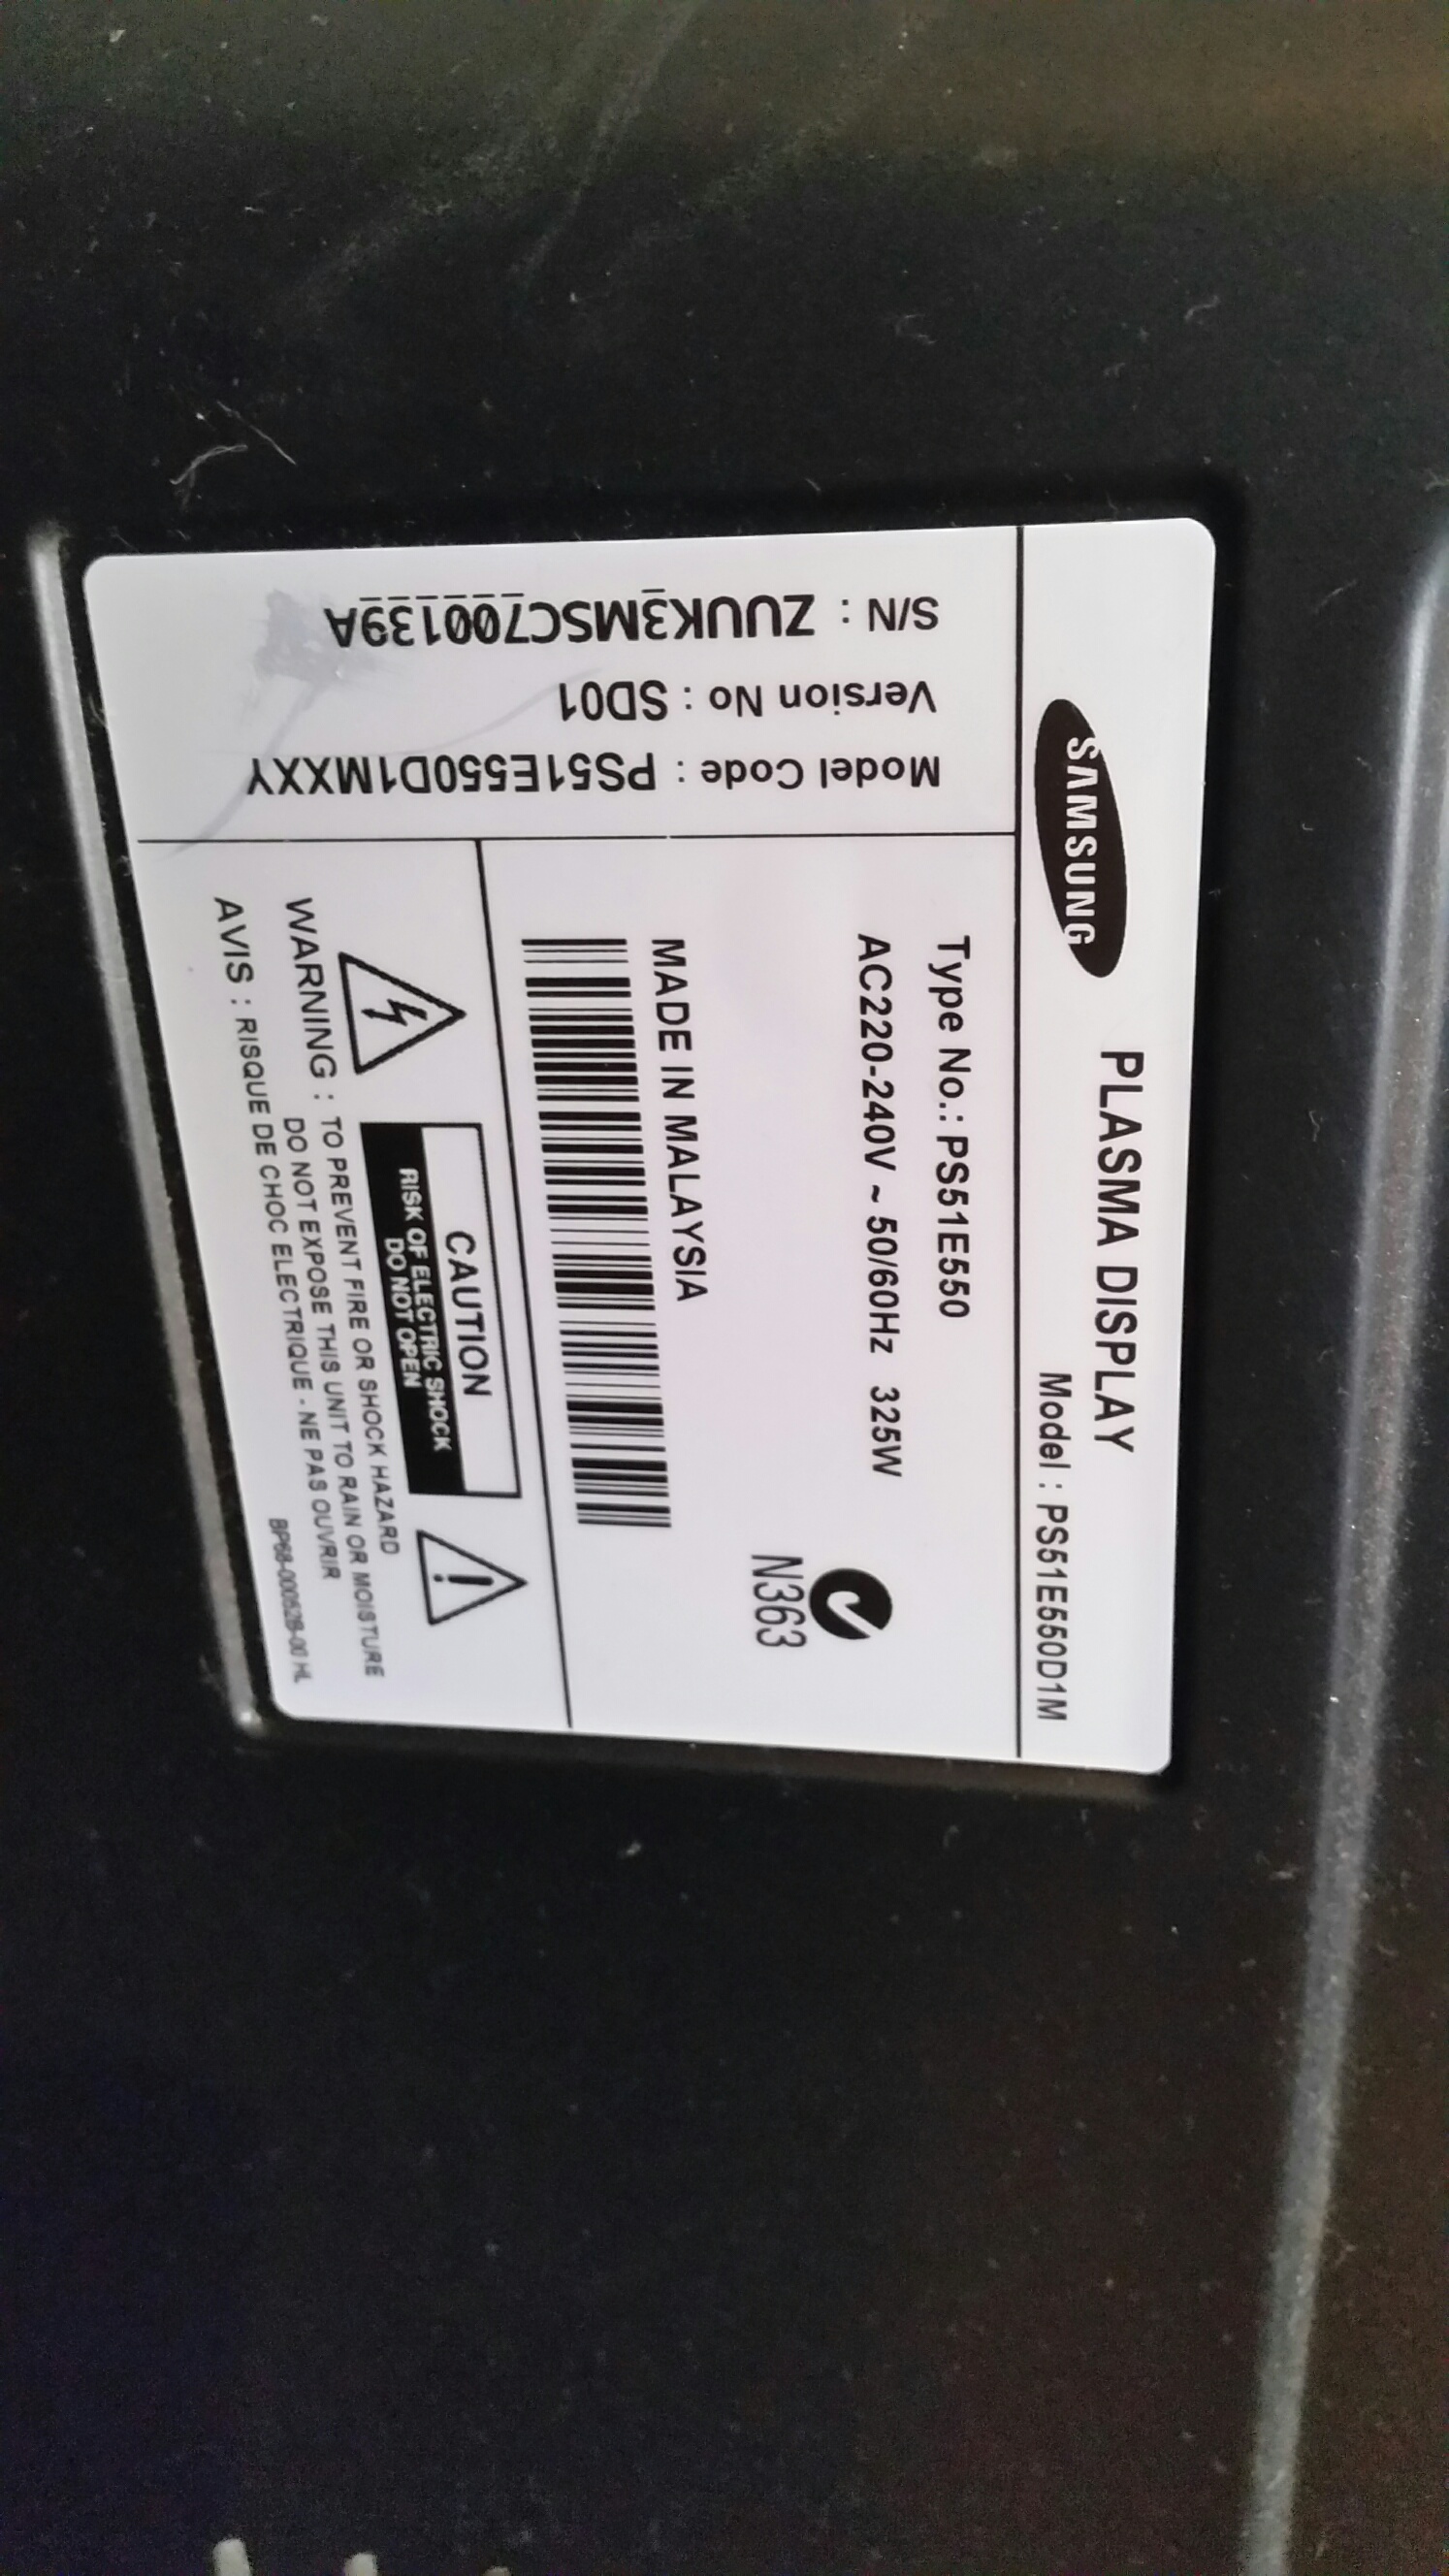 SAMSUNG
PLASMA DISPLAY
Model : PS51E550D1M
Type No.: PS51E550
AC220-240V ~ 50/60Hz 325W
N363
MADE IN MALAYSIA
CAUTION
RISK OF ELECTRIC SHOCK
DO NOT OPEN
WARNING : TO PREVENT FIRE OR SHOCK HAZARD
DO NOT EXPOSE THIS UNIT TO RAIN OR MOISTURE
AVIS : RISQUE DE CHOC ELECTRIQUE - NE PAS OUVRIR
Model Code : PS51E550D1MXXY
Version No : SD01
S/N : ZUUK3MSC700139A